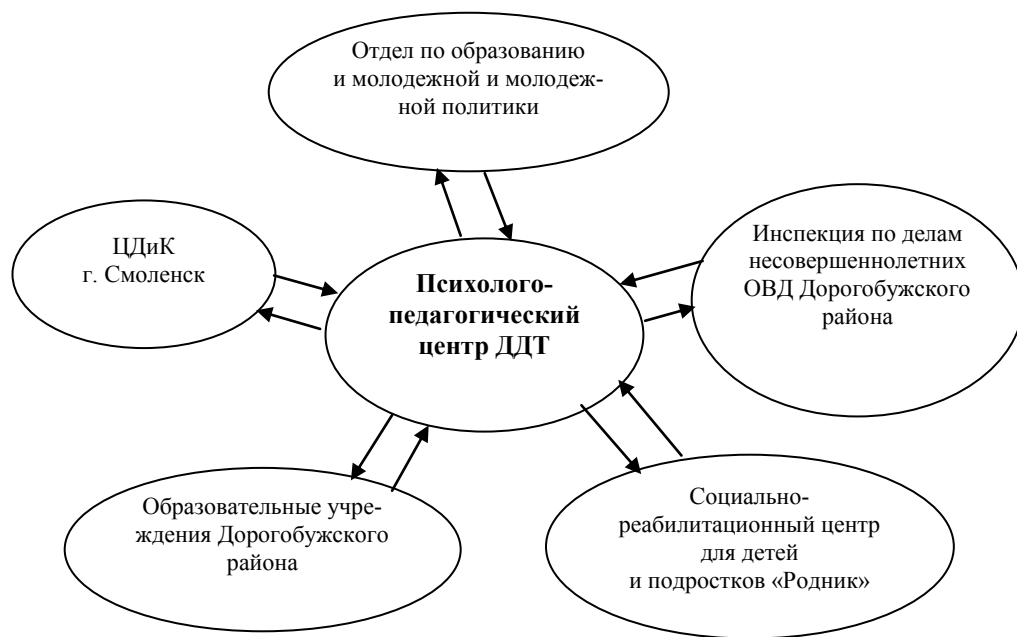 Отдел по образованию
и молодежной и молодеж-
ной политики
ЦДиК
г. Смоленск
Психолого-
педагогический
центр ДДТ
Инспекция по делам
несовершеннолетних
ОВД Дорогобужского
района
Образовательные учре-
ждения Дорогобужского
района
Социально-
реабилитационный центр
для детей
и подростков «Родник»